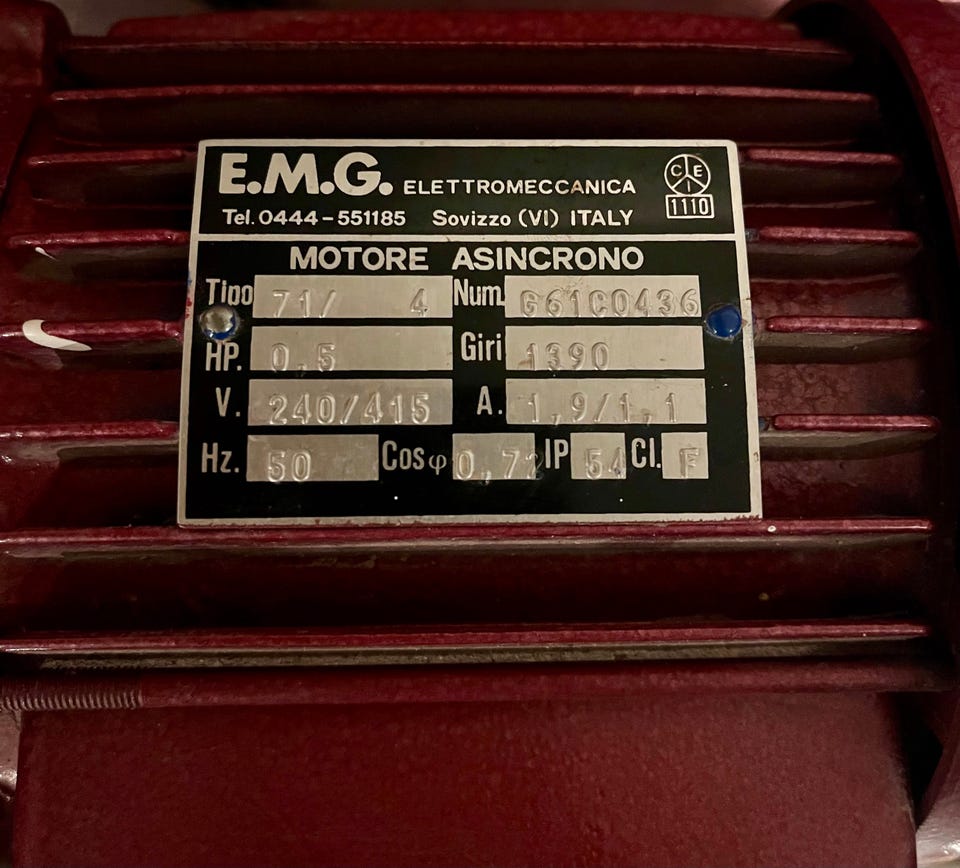 E.M.G. ELETTROMECCANICA
C E I
1110
Tel. 0444-551185 Sovizzo (VI) ITALY
MOTORE ASINCRONO
Tipo 71/ 4 Num. G61C0436
HP. 0,5 Giri 1390
V. 240/415 A. 1,9/1,1
Hz. 50 Cosφ 0,72 IP 54 Cl. F